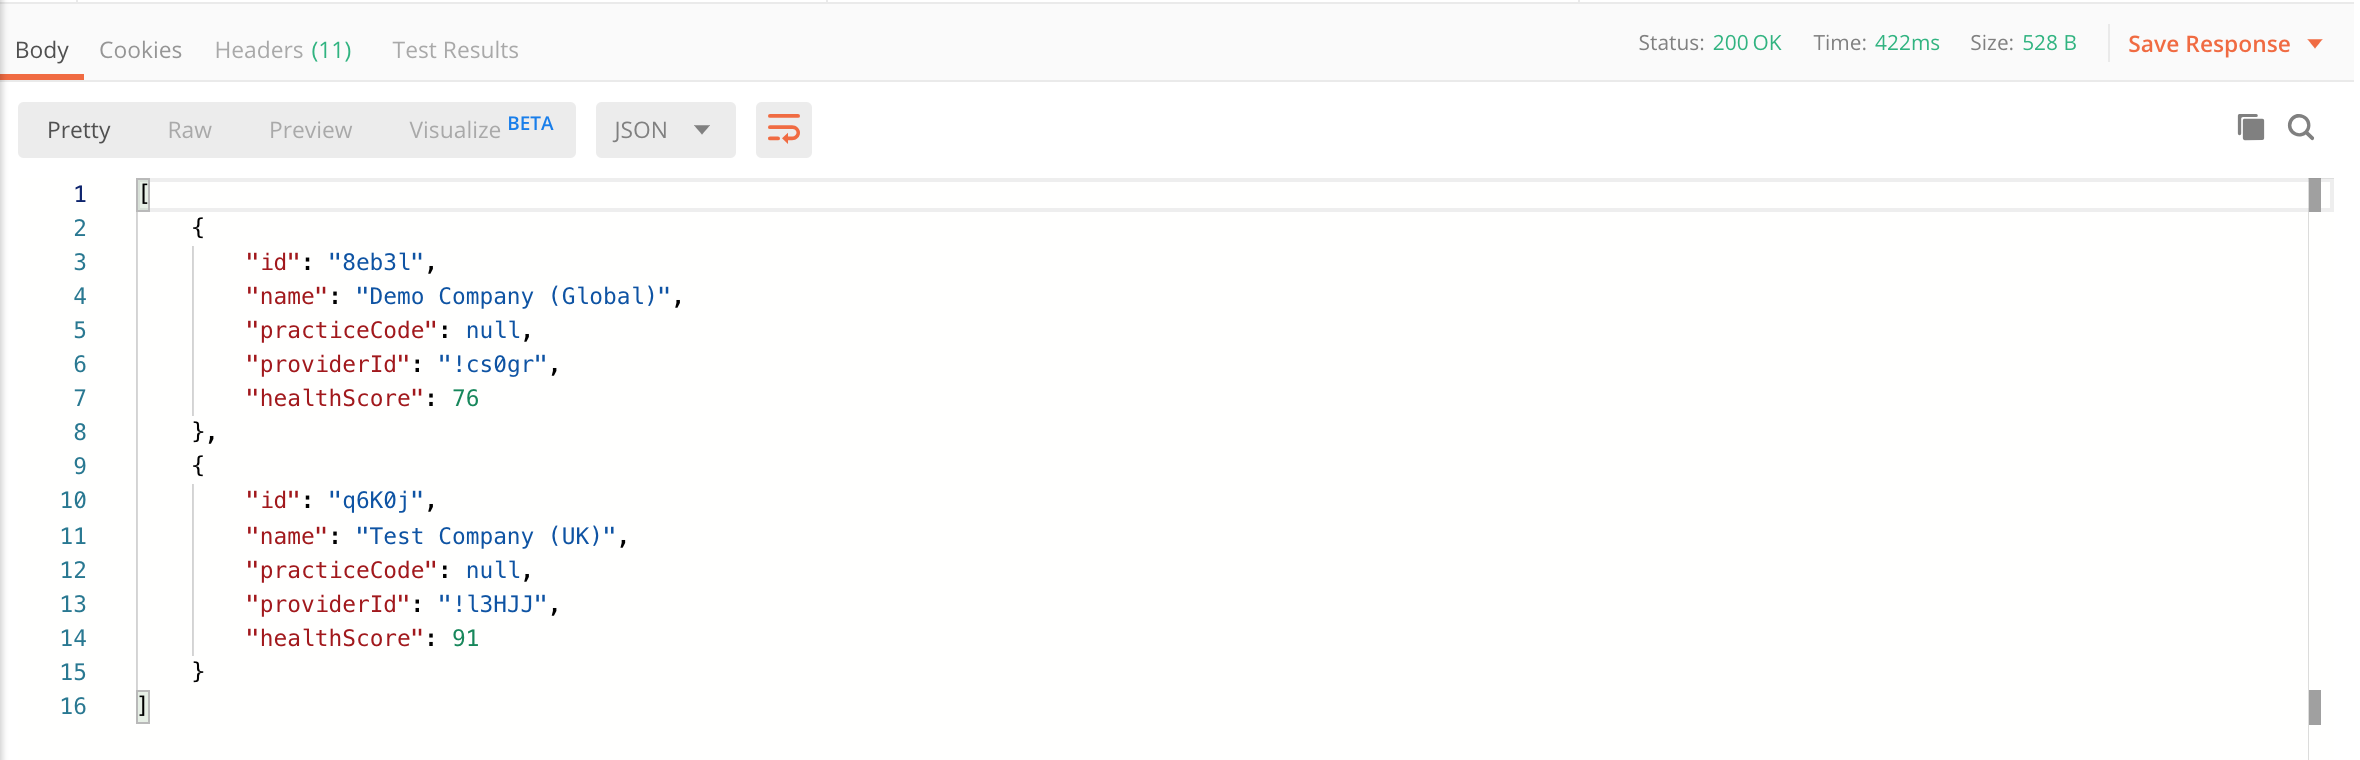 Body Cookies Headers (11) Test Results Status: 200 OK Time: 422ms Size: 528 B Save Response
Pretty Raw Preview Visualize BETA JSON
1 [
2 {
3 "id": "8eb3l",
4 "name": "Demo Company (Global)",
5 "practiceCode": null,
6 "providerId": "!cs0gr",
7 "healthScore": 76
8 },
9 {
10 "id": "q6K0j",
11 "name": "Test Company (UK)",
12 "practiceCode": null,
13 "providerId": "!l3HJJ",
14 "healthScore": 91
15 }
16 ]